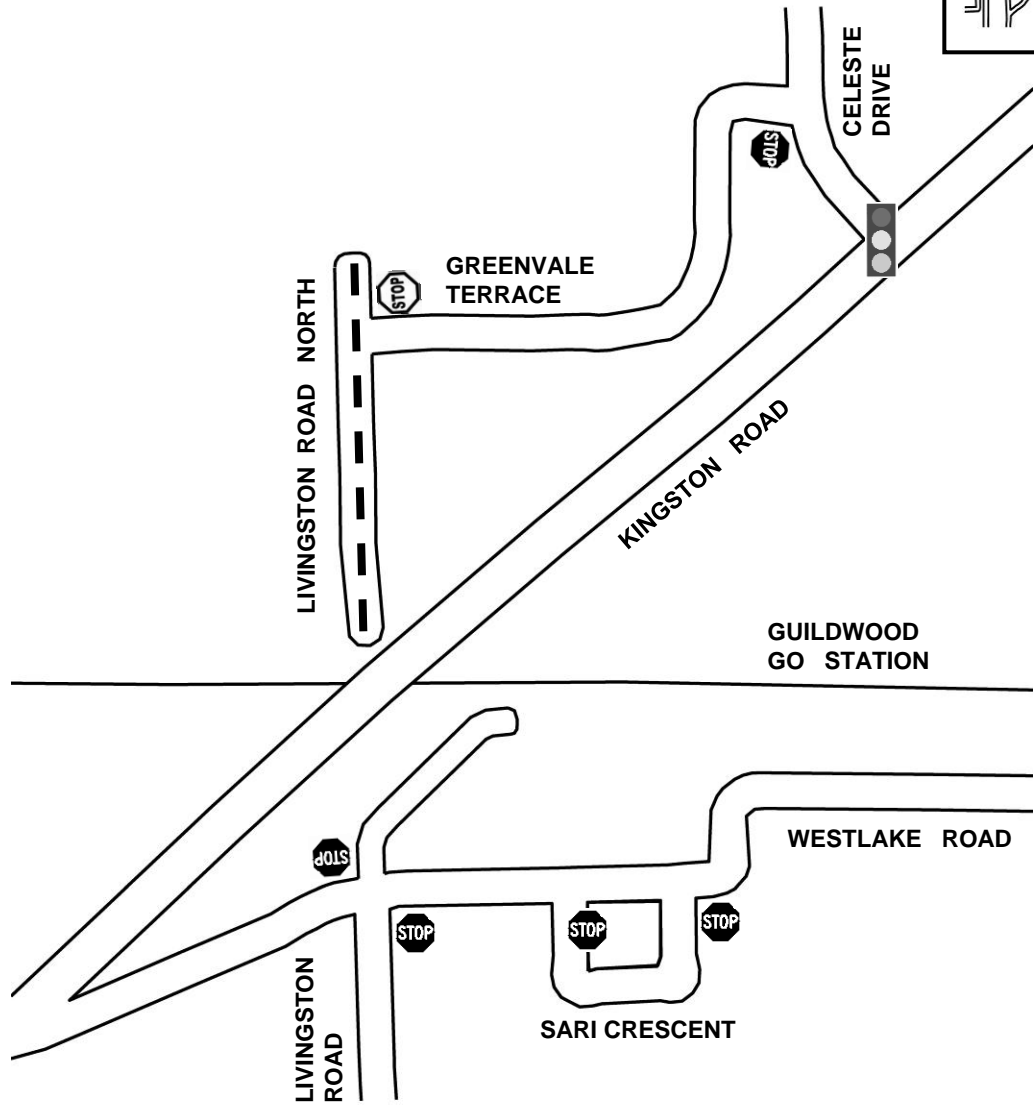 CELESTE
DRIVE
STOP
GREENVALE
TERRACE
STOP
LIVINGSTON ROAD NORTH
KINGSTON ROAD
GUILDWOOD
GO STATION
WESTLAKE ROAD
STOP
STOP
STOP
STOP
LIVINGSTON
ROAD
SARI CRESCENT